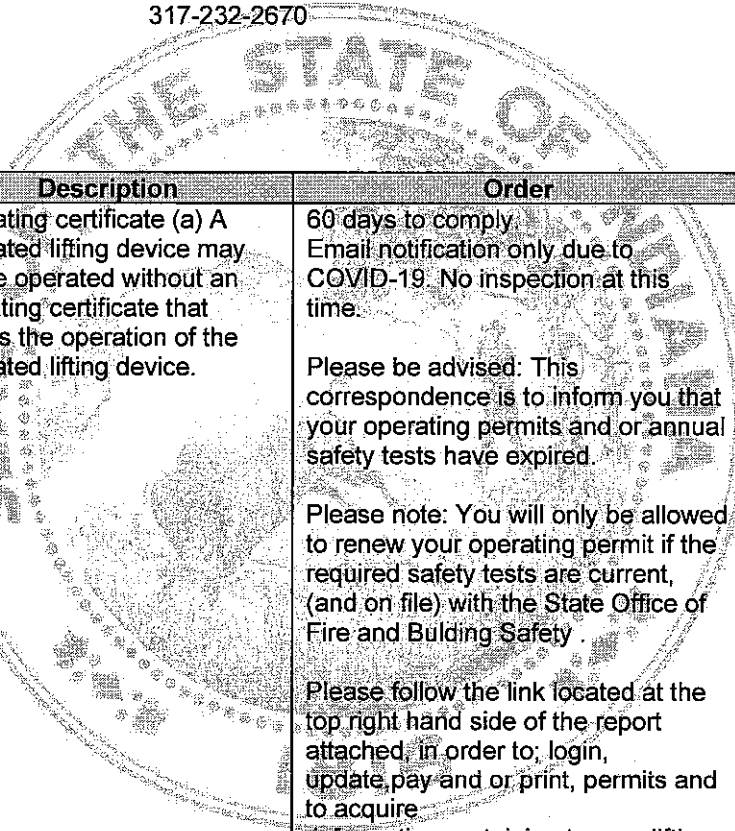 317-232-2670
THE STATE OF
INDIANA
Description
Order
ating certificate (a) A
ated lifting device may
e operated without an
ting certificate that
s the operation of the
ated lifting device.
60 days to comply.
Email notification only due to
COVID-19. No inspection at this
time.
Please be advised: This
correspondence is to inform you that
your operating permits and or annual
safety tests have expired.
Please note: You will only be allowed
to renew your operating permit if the
required safety tests are current,
(and on file) with the State Office of
Fire and Bulding Safety .
Please follow the link located at the
top right hand side of the report
attached, in order to; login,
update,pay and or print, permits and
to acquire